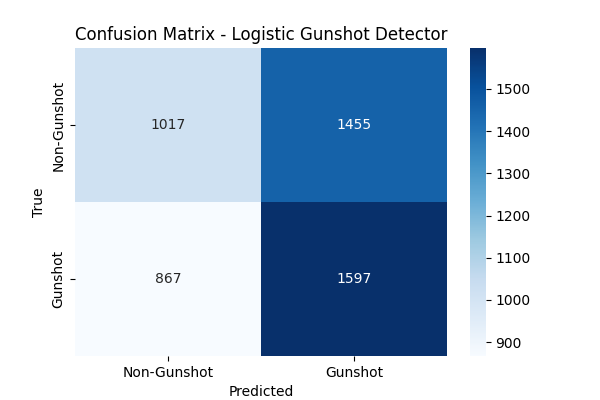 Confusion Matrix - Logistic Gunshot Detector
Non-Gunshot
Gunshot
True
1017
1455
867
1597
Non-Gunshot
Gunshot
Predicted
1500
1400
1300
1200
1100
1000
900